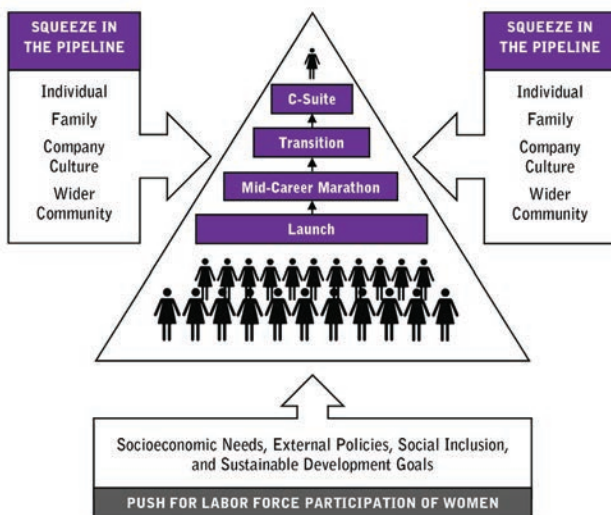 SQUEEZE IN
THE PIPELINE
Individual
Family
Company
Culture
Wider
Community
C-Suite
Transition
Mid-Career Marathon
Launch
SQUEEZE IN
THE PIPELINE
Individual
Family
Company
Culture
Wider
Community
Socioeconomic Needs, External Policies, Social Inclusion,
and Sustainable Development Goals
PUSH FOR LABOR FORCE PARTICIPATION OF WOMEN